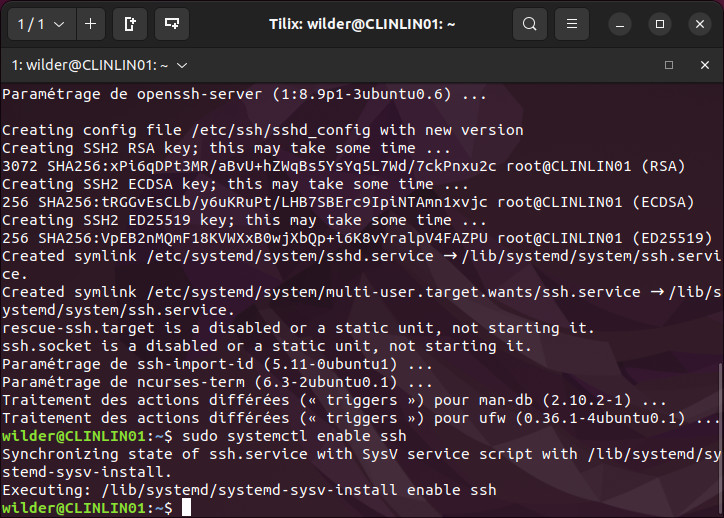 1 / 1
Tilix: wilder@CLINLIN01: ~
1: wilder@CLINLIN01: ~
Paramétrage de openssh-server (1:8.9p1-3ubuntu0.6) ...
Creating config file /etc/ssh/sshd_config with new version
Creating SSH2 RSA key; this may take some time ...
3072 SHA256:xPi6qDPt3MR/aBvU+hZWqBs5YsYq5L7Wd/7ckPnxu2c root@CLINLIN01 (RSA)
Creating SSH2 ECDSA key; this may take some time ...
256 SHA256:tRGGvEsCLb/y6uKRuPt/LHB7SBErc9IpiNTAmn1xvjc root@CLINLIN01 (ECDSA)
Creating SSH2 ED25519 key; this may take some time ...
256 SHA256:VpEB2nMQmF18KVWXxB0wjXbQp+i6K8vYralpV4FAZPU root@CLINLIN01 (ED25519)
Created symlink /etc/systemd/system/sshd.service → /lib/systemd/system/ssh.servi
ce.
Created symlink /etc/systemd/system/multi-user.target.wants/ssh.service → /lib/s
ystemd/system/ssh.service.
rescue-ssh.target is a disabled or a static unit, not starting it.
ssh.socket is a disabled or a static unit, not starting it.
Paramétrage de ssh-import-id (5.11-0ubuntu1) ...
Paramétrage de ncurses-term (6.3-2ubuntu0.1) ...
Traitement des actions différées (« triggers ») pour man-db (2.10.2-1) ...
Traitement des actions différées (« triggers ») pour ufw (0.36.1-4ubuntu0.1) ...
wilder@CLINLIN01:~$ sudo systemctl enable ssh
Synchronizing state of ssh.service with SysV service script with /lib/systemd/sy
stemd-sysv-install.
Executing: /lib/systemd/systemd-sysv-install enable ssh
wilder@CLINLIN01:~$